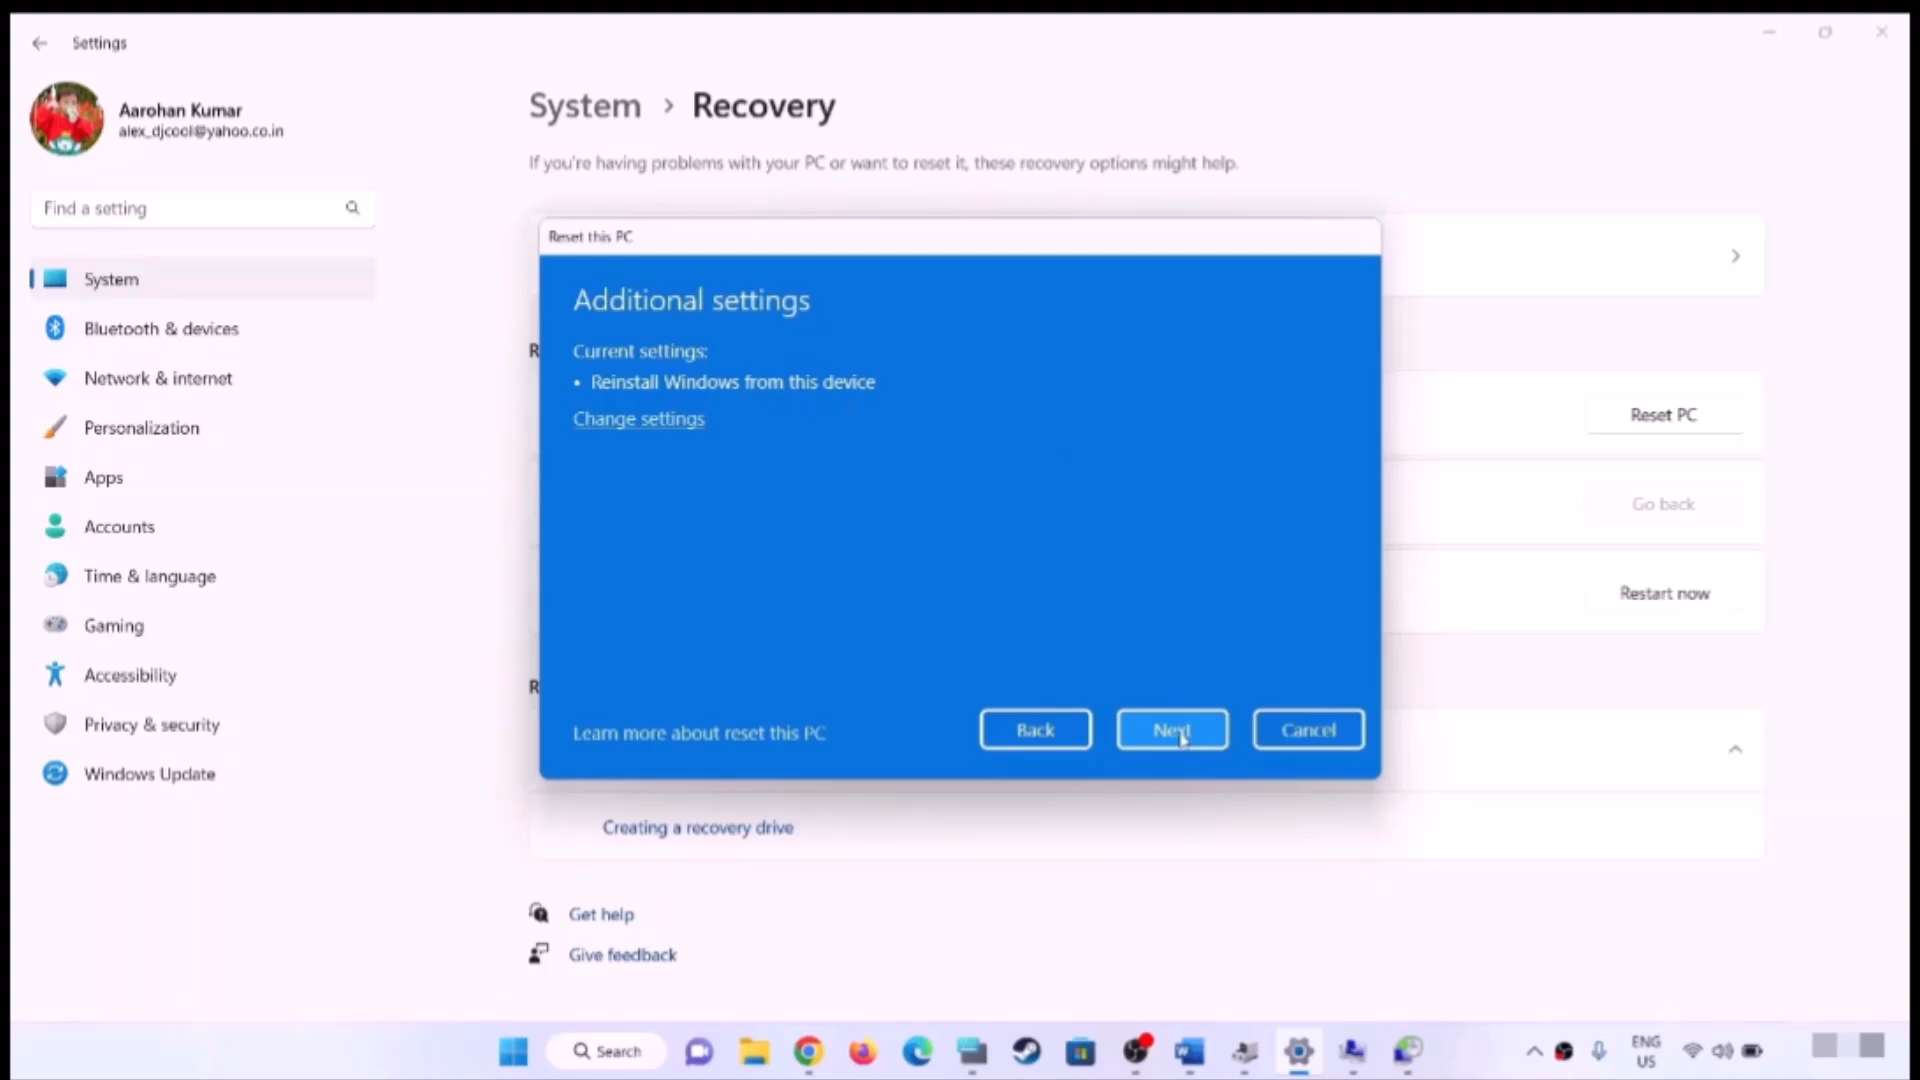 Settings
Aarohan Kumar
alex_djcool@yahoo.co.in
Find a setting
System
Bluetooth & devices
Network & internet
Personalization
Apps
Accounts
Time & language
Gaming
Accessibility
Privacy & security
Windows Update
System > Recovery
If you're having problems with your PC or want to reset it, these recovery options might help.
Reset this PC
Additional settings
Current settings:
• Reinstall Windows from this device
Change settings
Learn more about reset this PC
Back
Next
Cancel
R
Reset PC
Go back
Restart now
R
Creating a recovery drive
Get help
Give feedback
Search
ENG
US